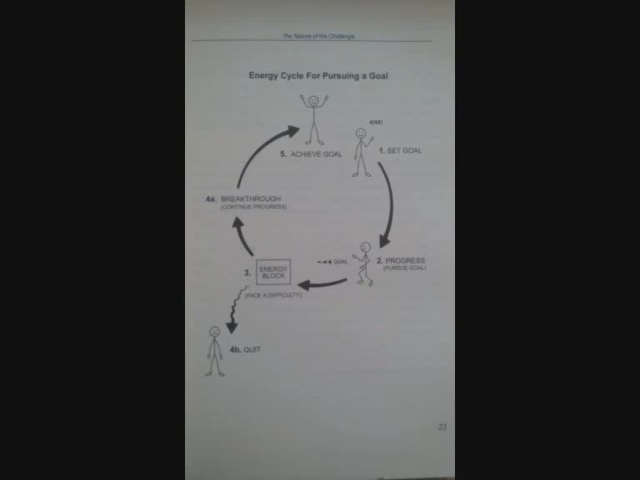 The Nature of the Challenge
Energy Cycle For Pursuing a Goal
AHA!
1. SET GOAL
5. ACHIEVE GOAL
4a. BREAKTHROUGH
(CONTINUE PROGRESS)
GOAL
2. PROGRESS
(PURSUE GOAL)
3.
ENERGY
BLOCK
(FACE A DIFFICULTY)
4b. QUIT
23